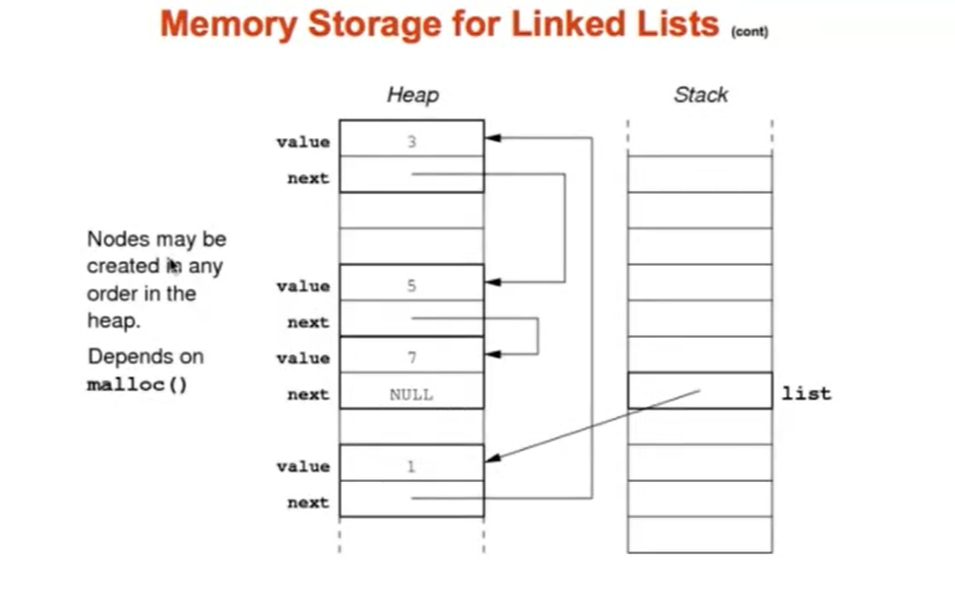 Memory Storage for Linked Lists (cont)
Heap
Stack
value 3
next
Nodes may be
created in any
order in the
heap.
Depends on
malloc()
value 5
next
value 7
next NULL
list
value 1
next